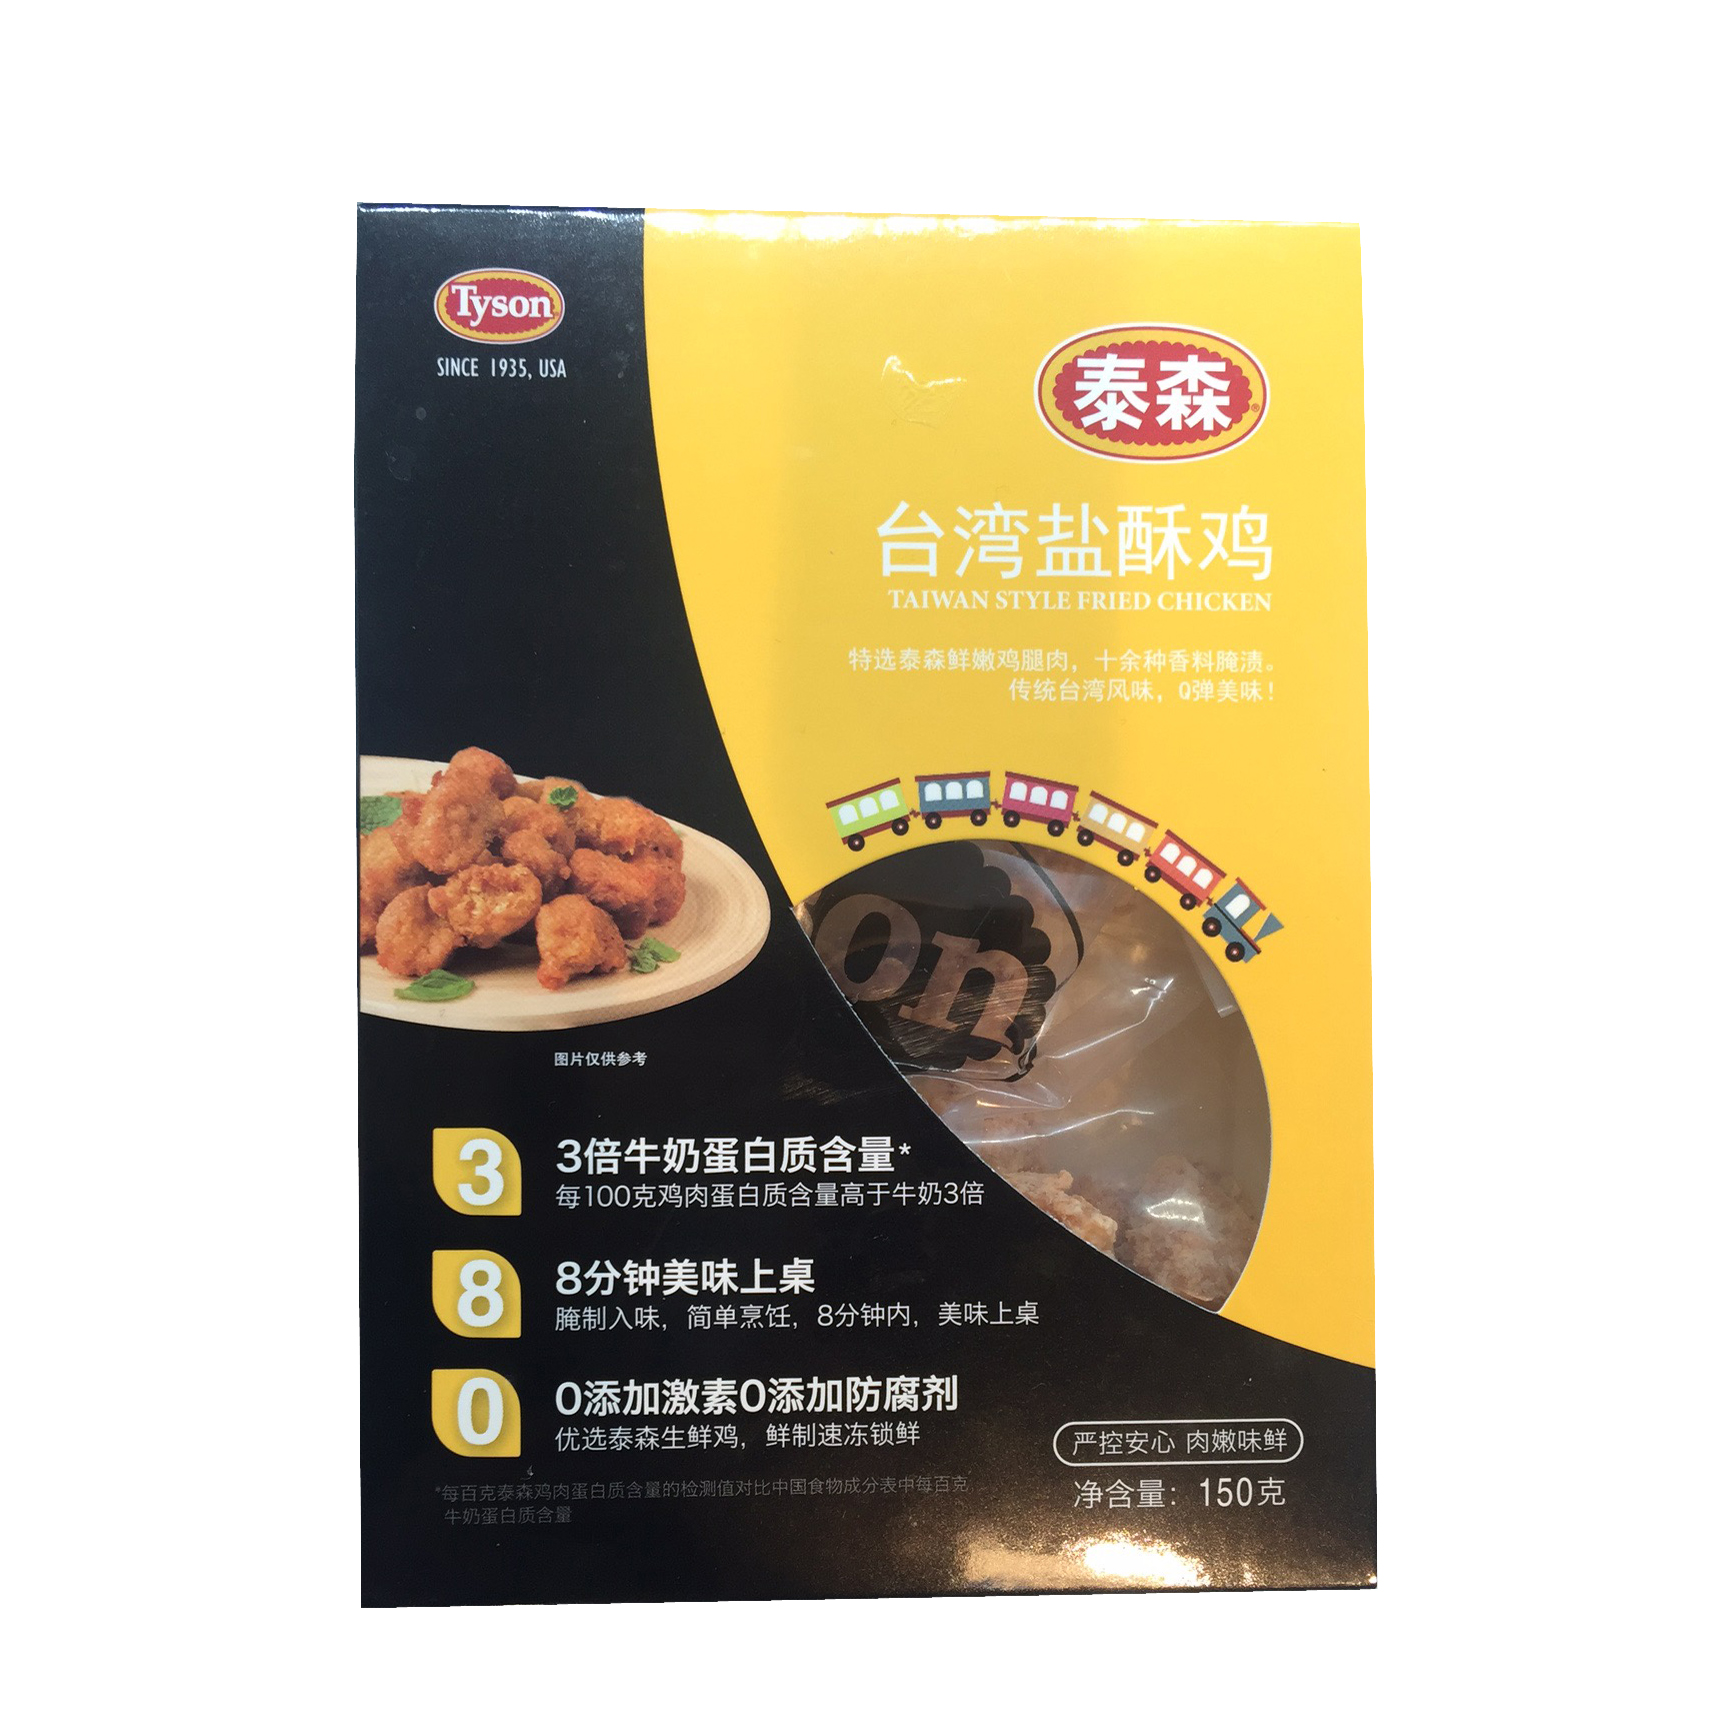 Tyson
SINCE 1935, USA
泰森®
台湾盐酥鸡
TAIWAN STYLE FRIED CHICKEN
特选泰森鲜嫩鸡腿肉，十余种香料腌渍。
传统台湾风味，Q弹美味！
on
图片仅供参考
3
3倍牛奶蛋白质含量*
每100克鸡肉蛋白质含量高于牛奶3倍
8
8分钟美味上桌
腌制入味，简单烹饪，8分钟内，美味上桌
0
0添加激素0添加防腐剂
优选泰森生鲜鸡，鲜制速冻锁鲜
*每百克泰森鸡肉蛋白质含量的检测值对比中国食物成分表中每百克
牛奶蛋白质含量
严控安心 肉嫩味鲜
净含量：150克